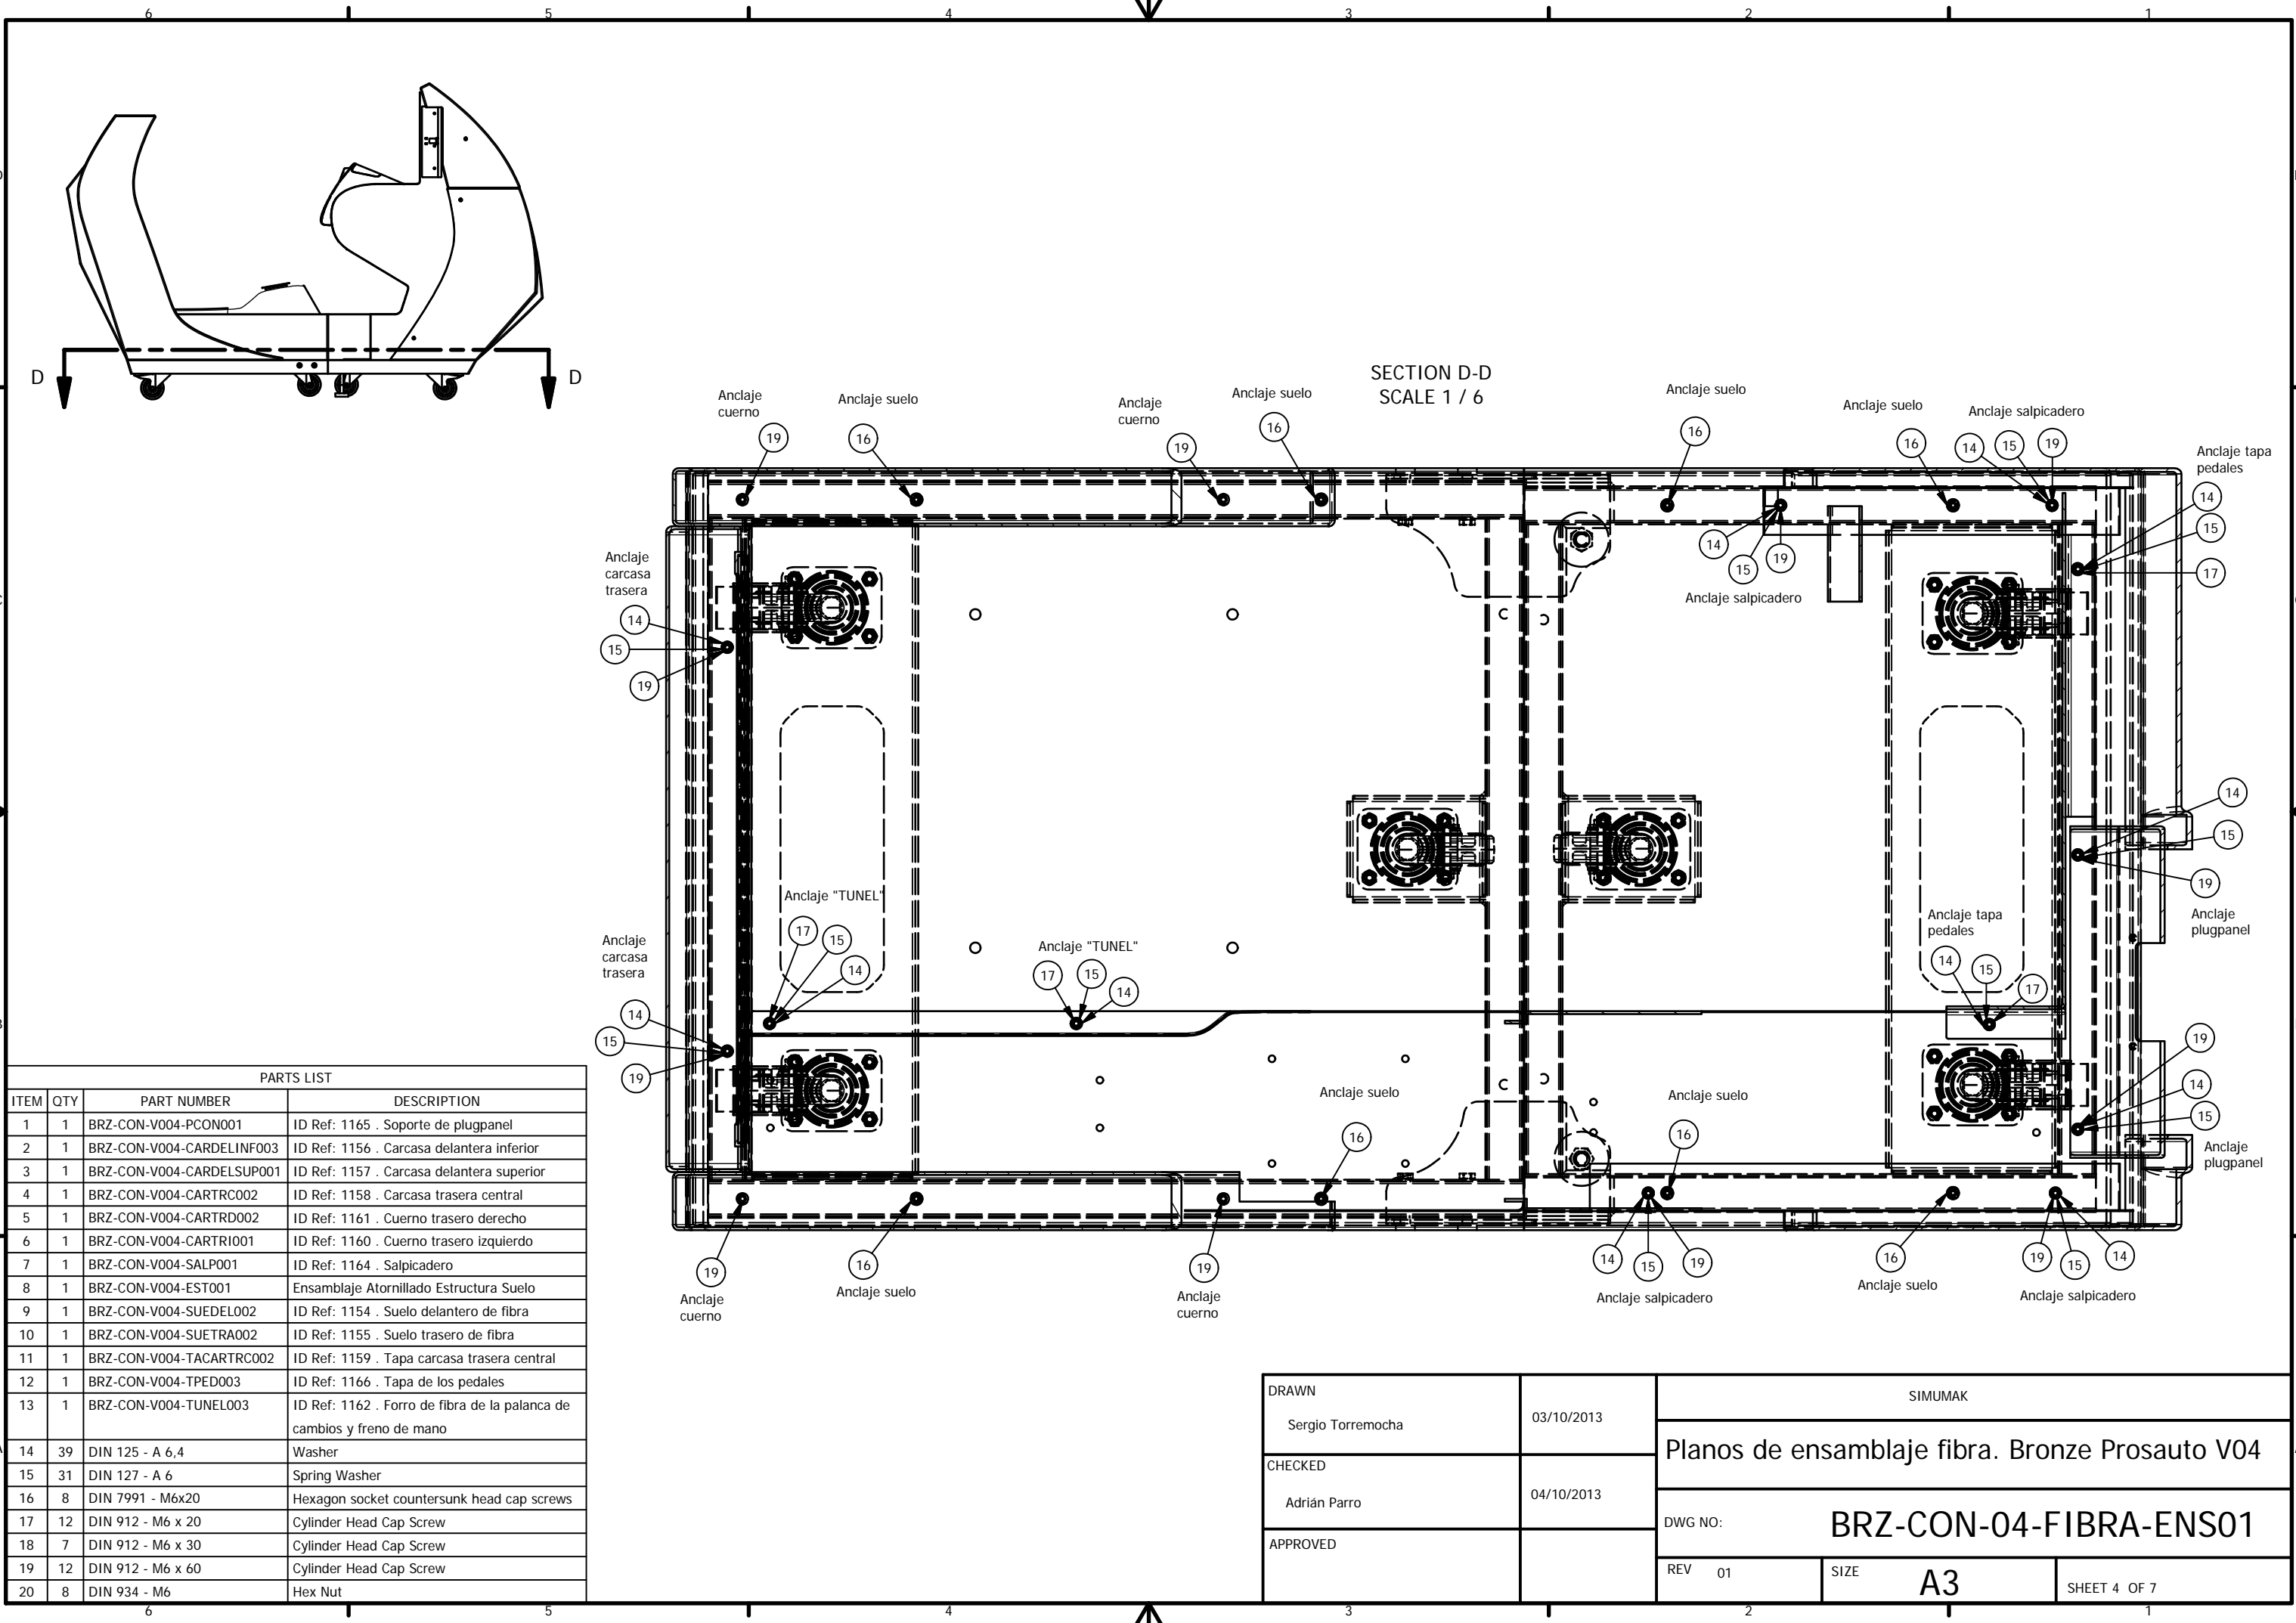 6 5 4 3 2 1
D D
SECTION D-D
SCALE 1 / 6
Anclaje
cuerno
19
Anclaje suelo
16
Anclaje
cuerno
19
Anclaje suelo
16
Anclaje suelo
16
Anclaje suelo
16
Anclaje salpicadero
14 15 19
Anclaje tapa
pedales
14
15
17
14
15
19
Anclaje salpicadero
Anclaje
carcasa
trasera
14
15
19
14
15
19
Anclaje
plugpanel
Anclaje "TUNEL"
17 15 14
Anclaje "TUNEL"
17 15 14
Anclaje tapa
pedales
14 15 17
Anclaje
carcasa
trasera
14
15
19
19
14
15
Anclaje
plugpanel
Anclaje suelo
16
Anclaje suelo
16
19
Anclaje
cuerno
16
Anclaje suelo
19
Anclaje
cuerno
14 15 19
Anclaje salpicadero
16
Anclaje suelo
19 15 14
Anclaje salpicadero
PARTS LIST
ITEM QTY PART NUMBER DESCRIPTION
1 1 BRZ-CON-V004-PCON001 ID Ref: 1165 . Soporte de plugpanel
2 1 BRZ-CON-V004-CARDELINF003 ID Ref: 1156 . Carcasa delantera inferior
3 1 BRZ-CON-V004-CARDELSUP001 ID Ref: 1157 . Carcasa delantera superior
4 1 BRZ-CON-V004-CARTRC002 ID Ref: 1158 . Carcasa trasera central
5 1 BRZ-CON-V004-CARTRD002 ID Ref: 1161 . Cuerno trasero derecho
6 1 BRZ-CON-V004-CARTRI001 ID Ref: 1160 . Cuerno trasero izquierdo
7 1 BRZ-CON-V004-SALP001 ID Ref: 1164 . Salpicadero
8 1 BRZ-CON-V004-EST001 Ensamblaje Atornillado Estructura Suelo
9 1 BRZ-CON-V004-SUEDEL002 ID Ref: 1154 . Suelo delantero de fibra
10 1 BRZ-CON-V004-SUETRA002 ID Ref: 1155 . Suelo trasero de fibra
11 1 BRZ-CON-V004-TACARTRC002 ID Ref: 1159 . Tapa carcasa trasera central
12 1 BRZ-CON-V004-TPED003 ID Ref: 1166 . Tapa de los pedales
13 1 BRZ-CON-V004-TUNEL003 ID Ref: 1162 . Forro de fibra de la palanca de
cambios y freno de mano
14 39 DIN 125 - A 6,4 Washer
15 31 DIN 127 - A 6 Spring Washer
16 8 DIN 7991 - M6x20 Hexagon socket countersunk head cap screws
17 12 DIN 912 - M6 x 20 Cylinder Head Cap Screw
18 7 DIN 912 - M6 x 30 Cylinder Head Cap Screw
19 12 DIN 912 - M6 x 60 Cylinder Head Cap Screw
20 8 DIN 934 - M6 Hex Nut
DRAWN
Sergio Torremocha 03/10/2013
CHECKED
Adrián Parro 04/10/2013
APPROVED
SIMUMAK
Planos de ensamblaje fibra. Bronze Prosauto V04
DWG NO: BRZ-CON-04-FIBRA-ENS01
REV 01 SIZE A3 SHEET 4 OF 7
6 5 4 3 2 1